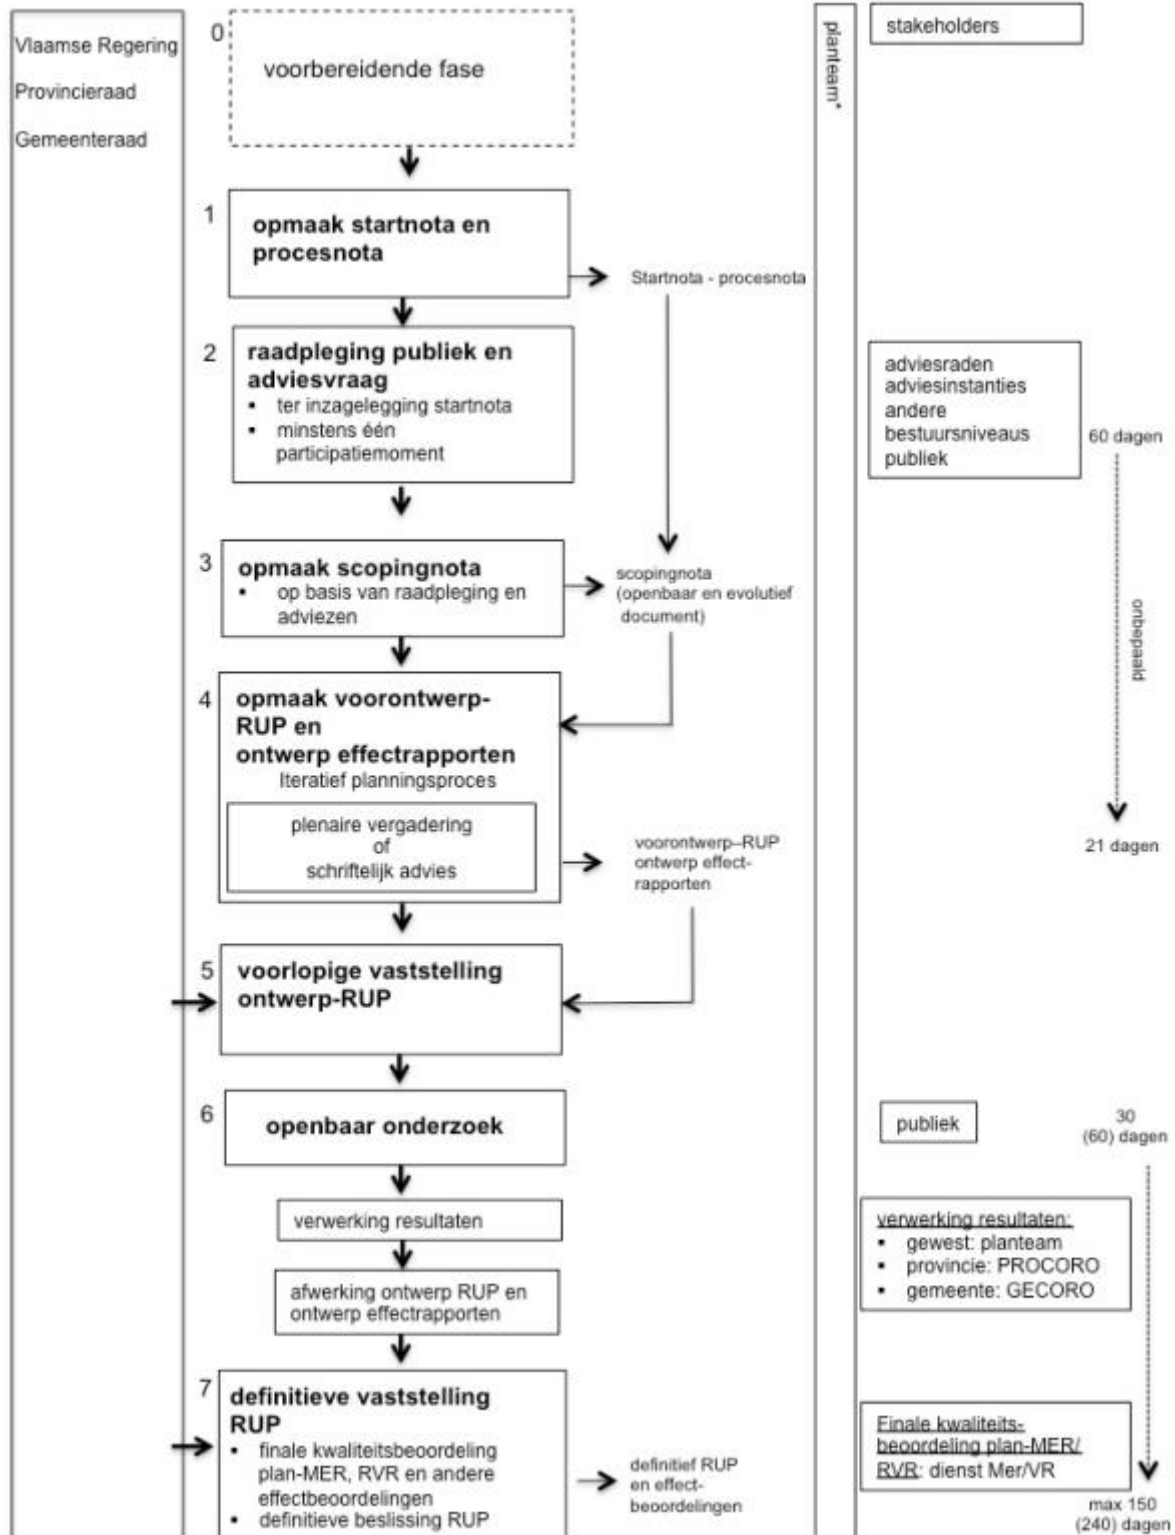 Vlaamse Regering
Provincieraad
Gemeenteraad
0
voorbereidende fase
planteam*
stakeholders
1
opmaak startnota en
procesnota
Startnota - procesnota
2
raadpleging publiek en
adviesvraag
▪ ter inzagelegging startnota
▪ minstens één
participatiemoment
adviesraden
adviesinstanties
andere
bestuursniveaus
publiek
60 dagen
3
opmaak scopingnota
▪ op basis van raadpleging en
adviezen
scopingnota
(openbaar en evolutief
document)
onbepaald
4
opmaak voorontwerp-
RUP en
ontwerp effectrapporten
Iteratief planningsproces
plenaire vergadering
of
schriftelijk advies
voorontwerp–RUP
ontwerp effect-
rapporten
21 dagen
5
voorlopige vaststelling
ontwerp-RUP
6
openbaar onderzoek
publiek
30
(60) dagen
verwerking resultaten
afwerking ontwerp RUP en
ontwerp effectrapporten
verwerking resultaten:
▪ gewest: planteam
▪ provincie: PROCORO
▪ gemeente: GECORO
7
definitieve vaststelling
RUP
▪ finale kwaliteitsbeoordeling
plan-MER, RVR en andere
effectbeoordelingen
▪ definitieve beslissing RUP
definitief RUP
en effect-
beoordelingen
Finale kwaliteits-
beoordeling plan-MER/
RVR: dienst Mer/VR
max 150
(240) dagen